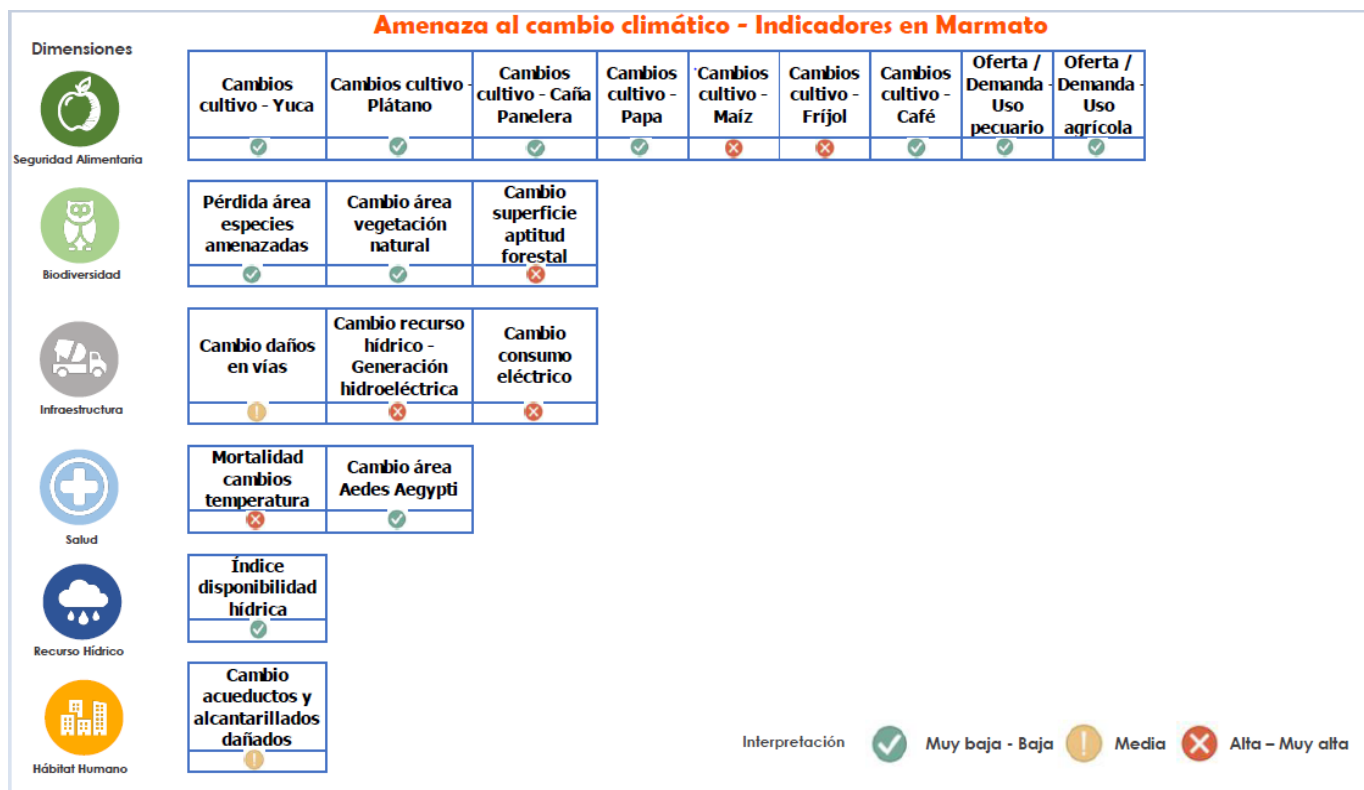 Amenaza al cambio climático - Indicadores en Marmato
Dimensiones
Seguridad Alimentaria
Cambios
cultivo - Yuca
Cambios cultivo -
Plátano
Cambios
cultivo - Caña
Panelera
Cambios
cultivo -
Papa
Cambios
cultivo -
Maíz
Cambios
cultivo -
Fríjol
Cambios
cultivo -
Café
Oferta /
Demanda -
Uso
pecuario
Oferta /
Demanda -
Uso
agrícola
Biodiversidad
Pérdida área
especies
amenazadas
Cambio área
vegetación
natural
Cambio
superficie
aptitud
forestal
Infraestructura
Cambio daños
en vías
Cambio recurso
hídrico -
Generación
hidroeléctrica
Cambio
consumo
eléctrico
Salud
Mortalidad
cambios
temperatura
Cambio área
Aedes Aegypti
Recurso Hídrico
Índice
disponibilidad
hídrica
Hábitat Humano
Cambio
acueductos y
alcantarillados
dañados
Interpretación
Muy baja - Baja
Media
Alta – Muy alta